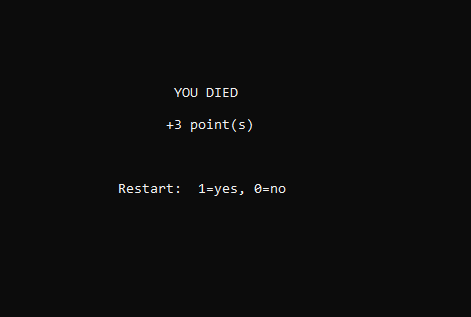 YOU DIED
+3 point(s)
Restart:  1=yes, 0=no